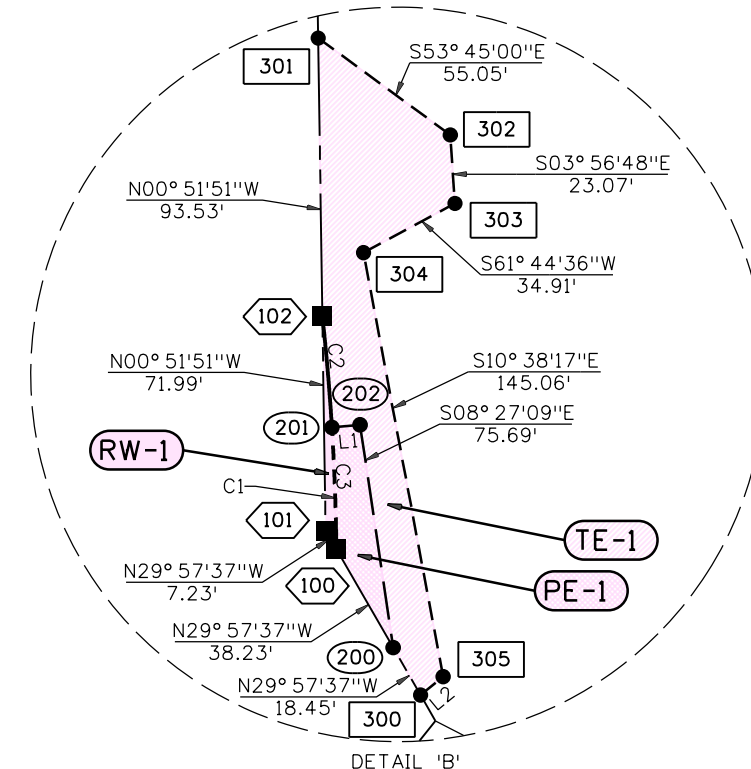 S53° 45'00"E
55.05'
301
302
S03° 56'48"E
23.07'
N00° 51'51"W
93.53'
303
304
S61° 44'36"W
34.91'
102
C2
N00° 51'51"W
71.99'
S10° 38'17"E
145.06'
202
S08° 27'09"E
75.69'
201
L1
RW-1
C3
C1
101
TE-1
N29° 57'37"W
7.23'
100
PE-1
N29° 57'37"W
38.23'
200
305
N29° 57'37"W
18.45'
L2
300
DETAIL 'B'